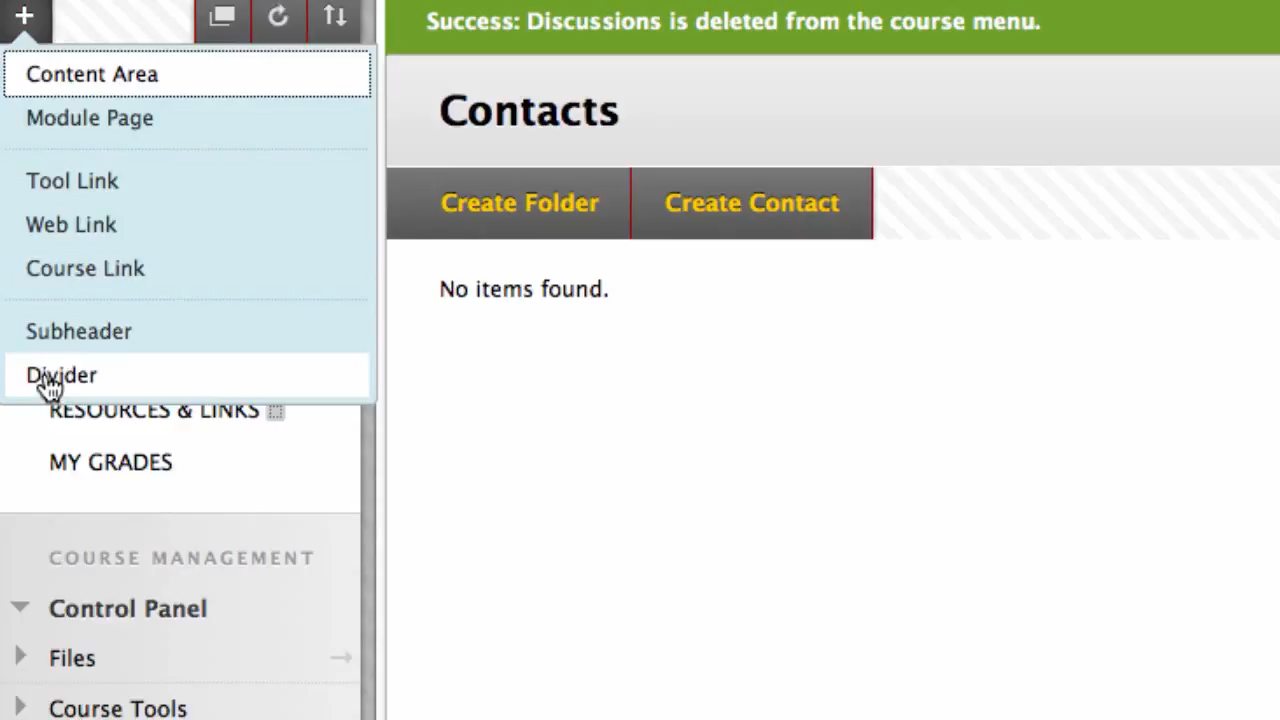 Success: Discussions is deleted from the course menu.
Content Area
Module Page
Tool Link
Web Link
Course Link
Subheader
Divider
RESOURCES & LINKS
MY GRADES
COURSE MANAGEMENT
Control Panel
Files
Course Tools
Contacts
Create Folder
Create Contact
No items found.